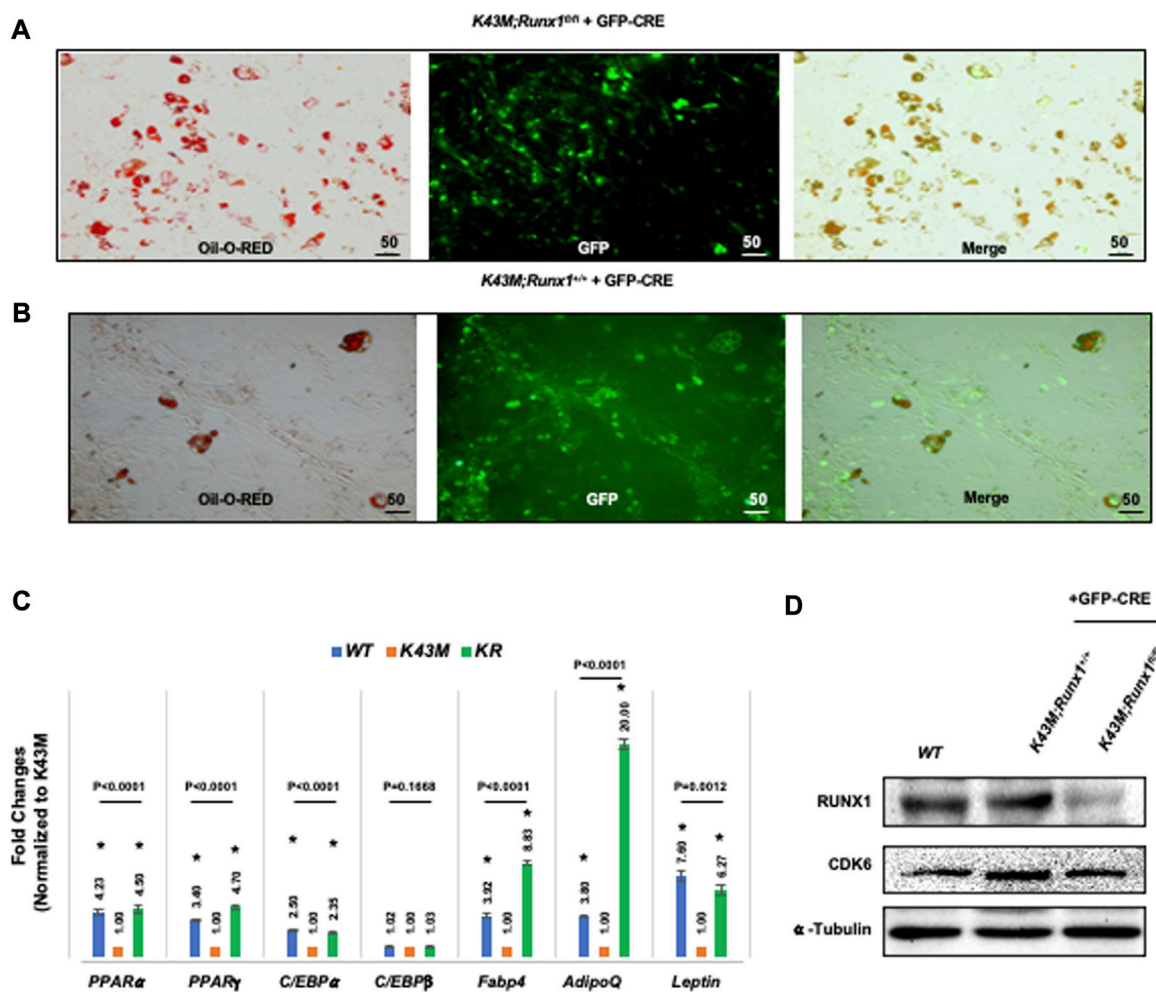 A
K43M;Runx1fl/fl + GFP-CRE
Oil-O-RED
50
GFP
50
Merge
50
K43M;Runx1+/+ + GFP-CRE
B
Oil-O-RED
50
GFP
50
Merge
50
C
WT K43M KR
Fold Changes
(Normalized to K43M)
P<0.0001
P<0.0001
P<0.0001
P=0.1668
P<0.0001
P<0.0001
P=0.0012
* 4.23 1.00 * 4.50
* 3.40 1.00 * 4.70
* 2.50 1.00 * 2.35
1.02 1.00 1.03
* 3.92 1.00 * 8.83
* 3.80 1.00 * 20.00
* 7.60 1.00 * 6.27
PPARα PPARγ C/EBPα C/EBPβ Fabp4 AdipoQ Leptin
D
+GFP-CRE
WT
K43M;Runx1+/+
K43M;Runx1fl/fl
RUNX1
CDK6
α-Tubulin